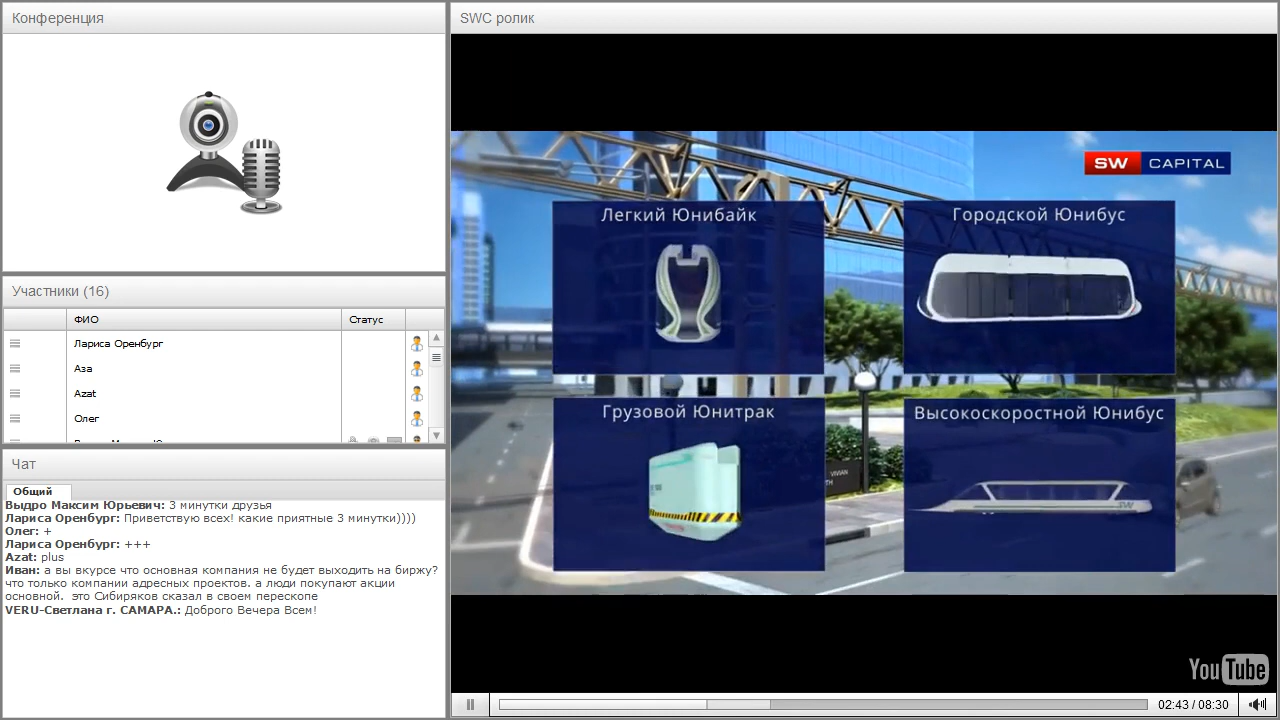 Конференция
SWC ролик
SW CAPITAL
Легкий Юнибайк
Городской Юнибус
Грузовой Юнитрак
Высокоскоростной Юнибус
SW
VIVIAN
Участники (16)
ФИО
Статус
Лариса Оренбург
Аза
Azat
Олег
Чат
Общий
Выдро Максим Юрьевич: 3 минутки друзья
Лариса Оренбург: Приветствую всех! какие приятные 3 минутки))))
Олег: +
Лариса Оренбург: +++
Azat: plus
Иван: а вы вкурсе что основная компания не будет выходить на биржу?
что только компании адресных проектов. а люди покупают акции
основной.  это Сибиряков сказал в своем перескопе
VERU-Светлана г. САМАРА.: Доброго Вечера Всем!
YouTube
02:43 / 08:30